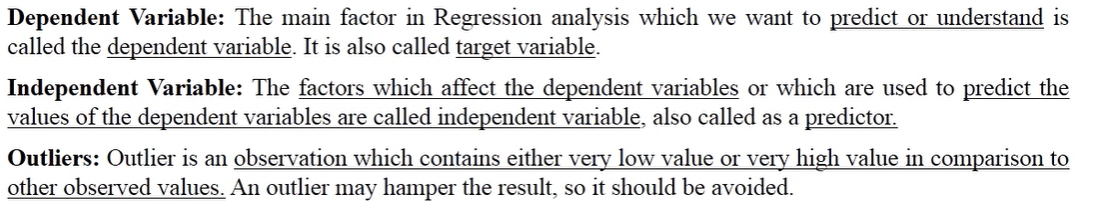 Dependent Variable: The main factor in Regression analysis which we want to predict or understand is
called the dependent variable. It is also called target variable.
Independent Variable: The factors which affect the dependent variables or which are used to predict the
values of the dependent variables are called independent variable, also called as a predictor.
Outliers: Outlier is an observation which contains either very low value or very high value in comparison to
other observed values. An outlier may hamper the result, so it should be avoided.